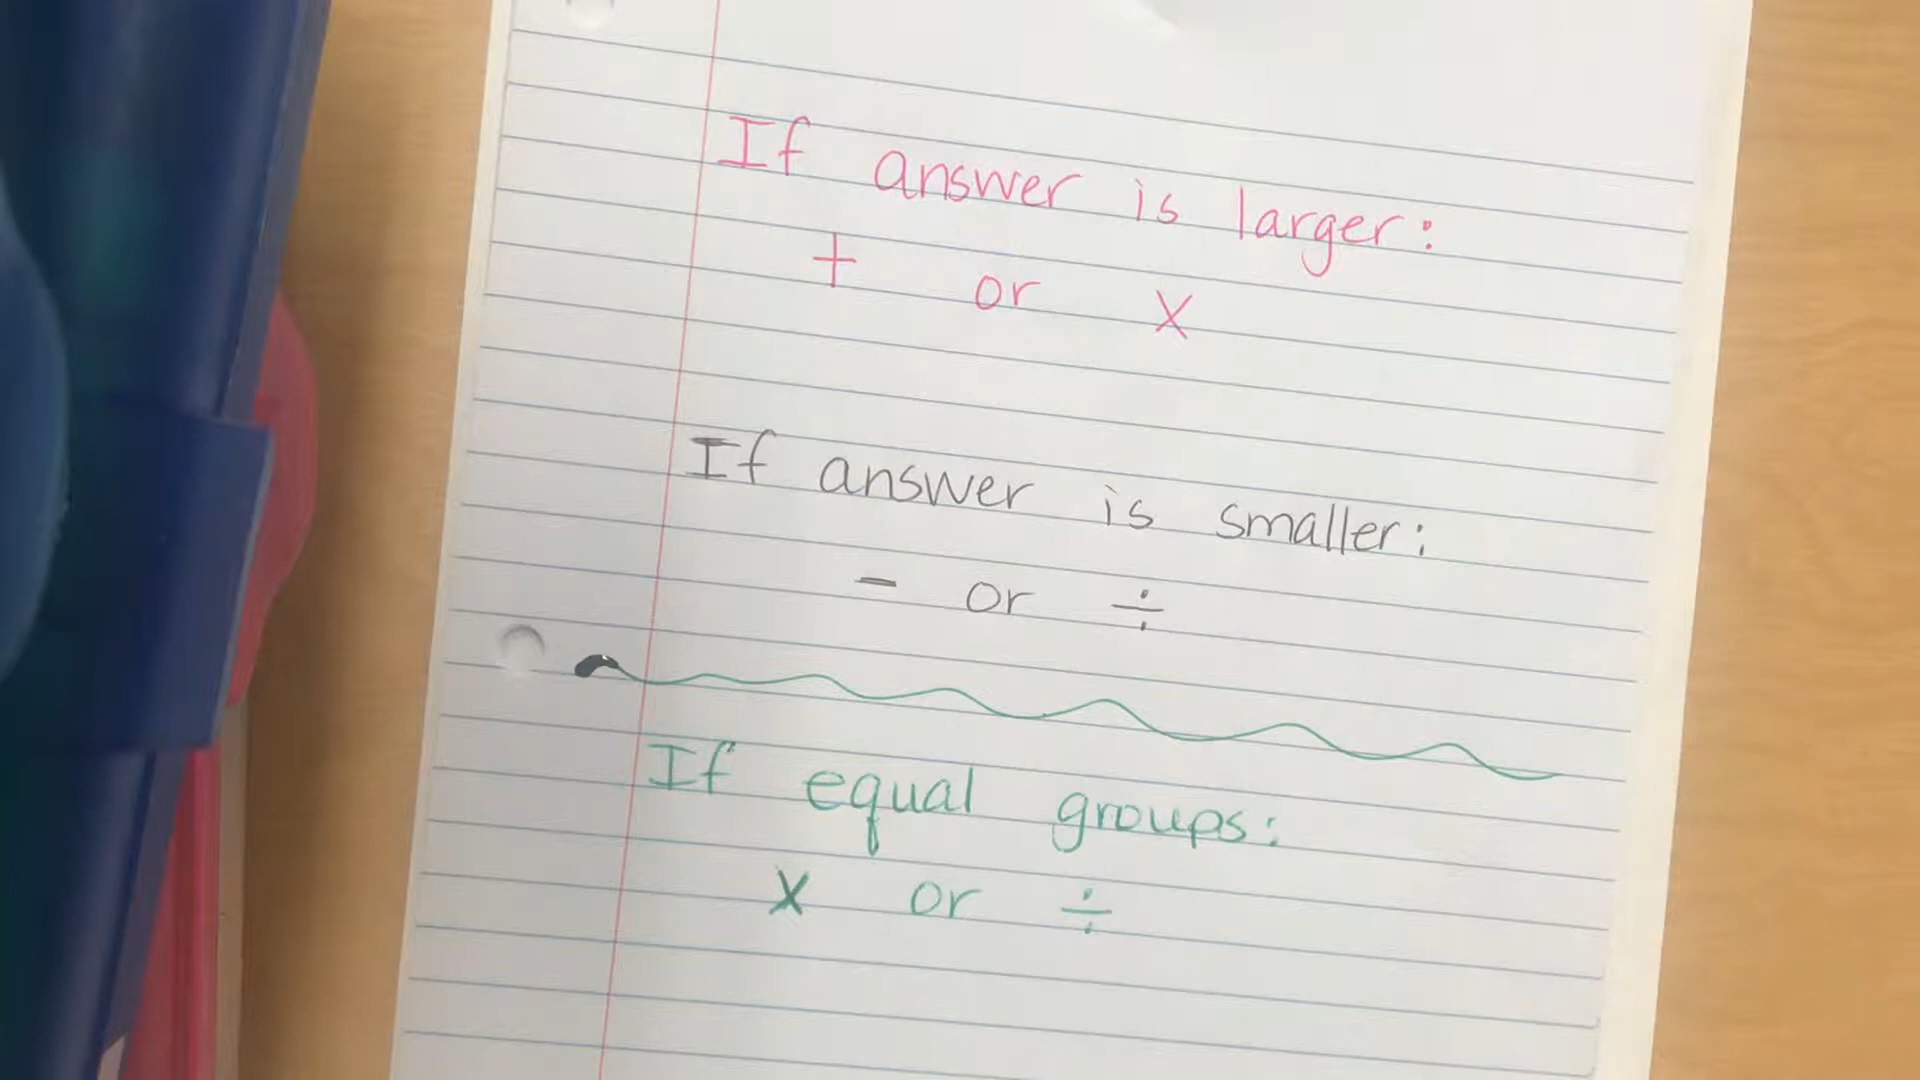 If answer is larger:
+ or x
If answer is smaller:
- or ÷
If equal groups:
x or ÷